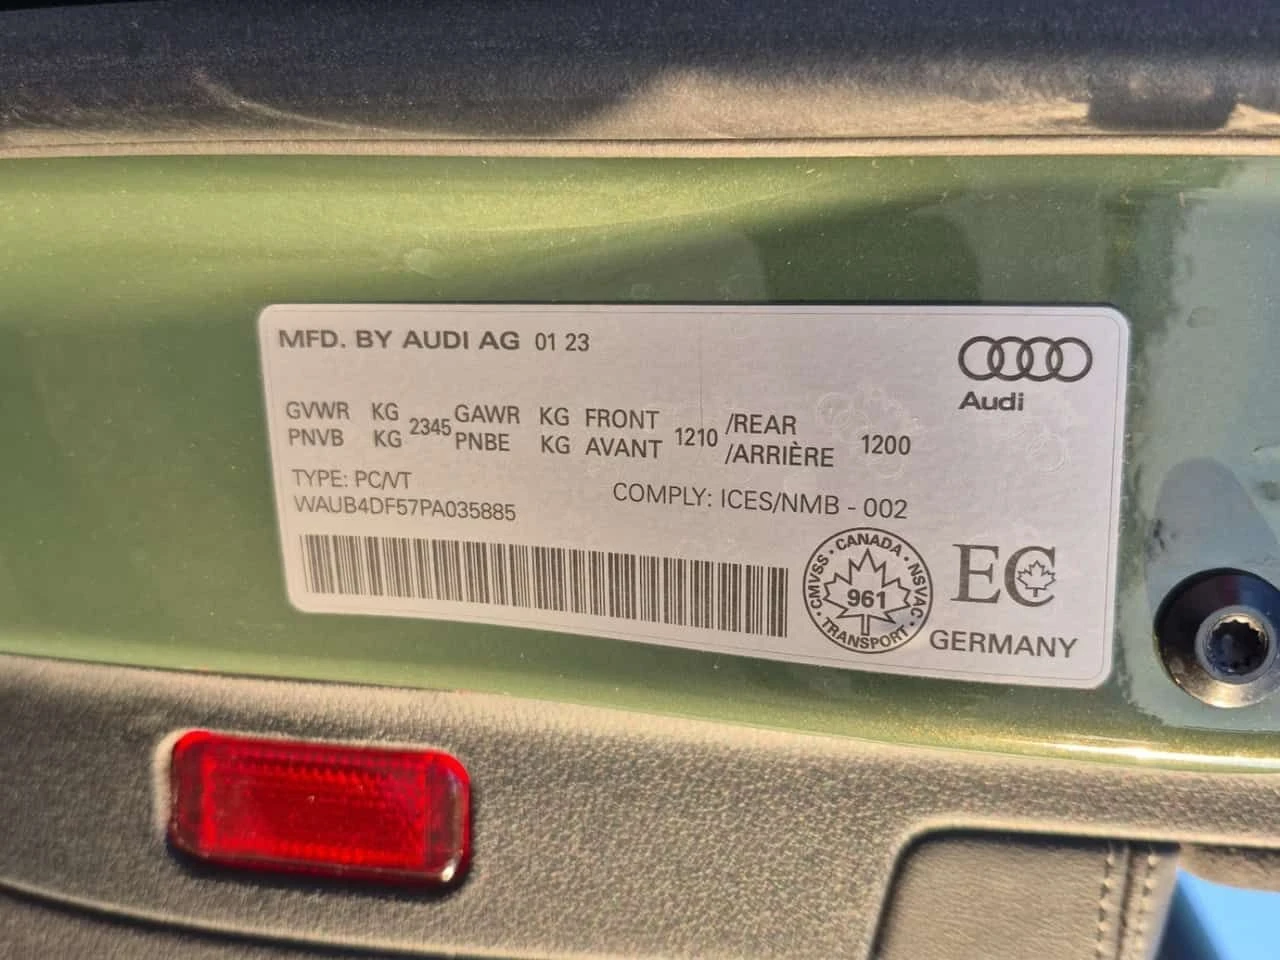 MFD. BY AUDI AG 01 23
Audi
GVWR KG 2345 GAWR KG FRONT 1210 /REAR 1200
PNVB KG PNBE KG AVANT /ARRIÈRE
TYPE: PC/VT
WAUB4DF57PA035885
COMPLY: ICES/NMB - 002
CANADA
CMVSS · NSVAC
961
TRANSPORT
EC
GERMANY